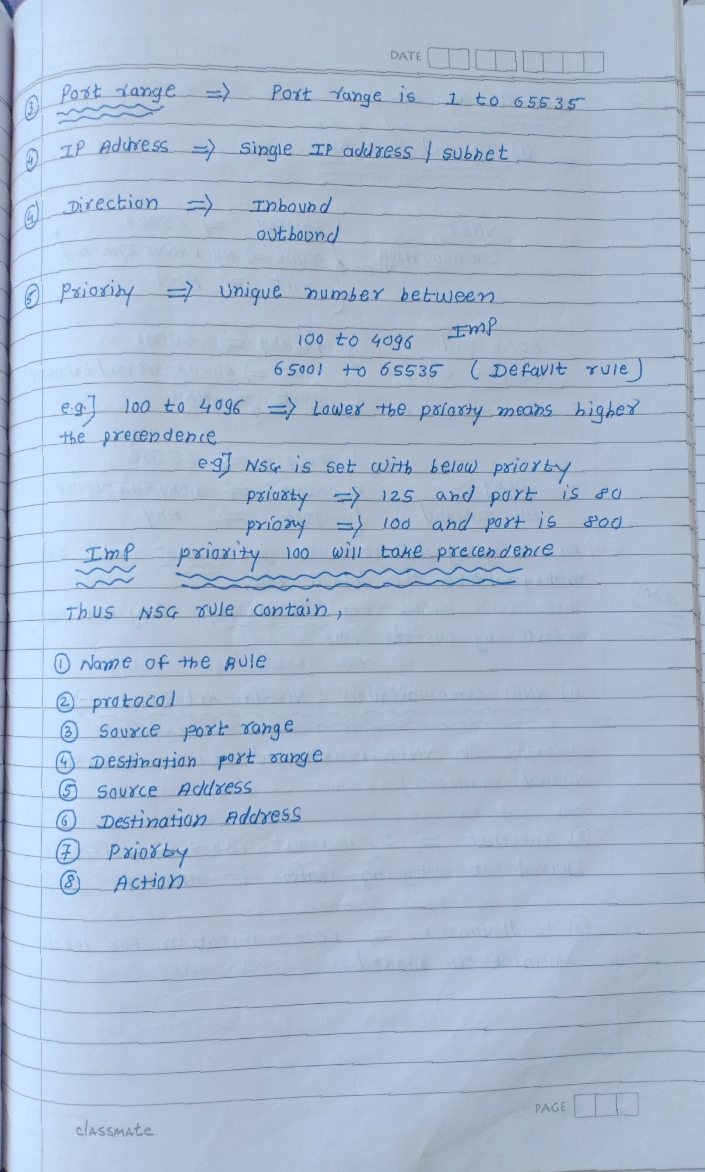 DATE
③ Port range => Port range is 1 to 65535
④ IP Address => single IP address / subnet
⑤ Direction => Inbound
outbound
⑥ Priority => unique number between
100 to 4096 Imp
65001 to 65535 (Default rule)
e.g.] 100 to 4096 => Lower the priorty means higher
the precendence
eg] NSG is set with below priorty
priorty => 125 and port is 80
priory => 100 and port is 800
Imp priority 100 will take precendence
Thus NSG rule contain,
① Name of the Rule
② protocol
③ Source port range
④ Destination port range
⑤ Source Address
⑥ Destination Address
⑦ Priorty
⑧ Action
PAGE
classmate